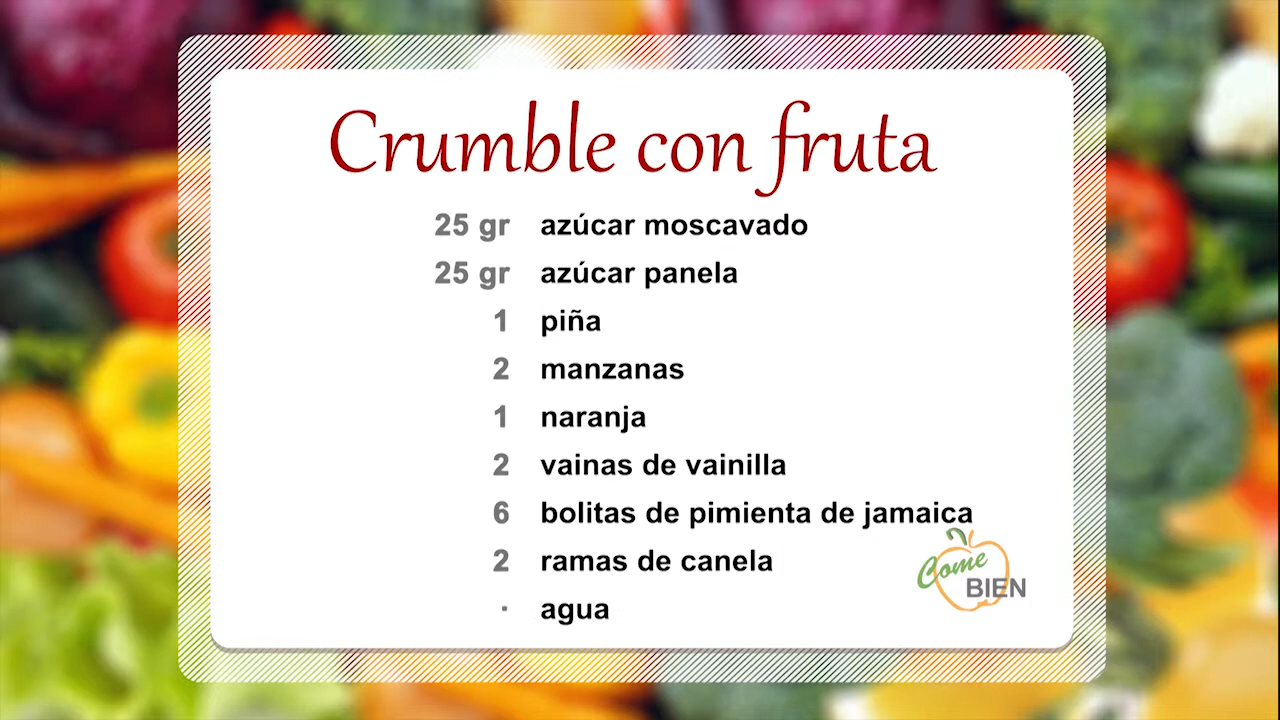 Crumble con fruta
25 gr azúcar moscavado
25 gr azúcar panela
1 piña
2 manzanas
1 naranja
2 vainas de vainilla
6 bolitas de pimienta de jamaica
2 ramas de canela
· agua
Come
BIEN